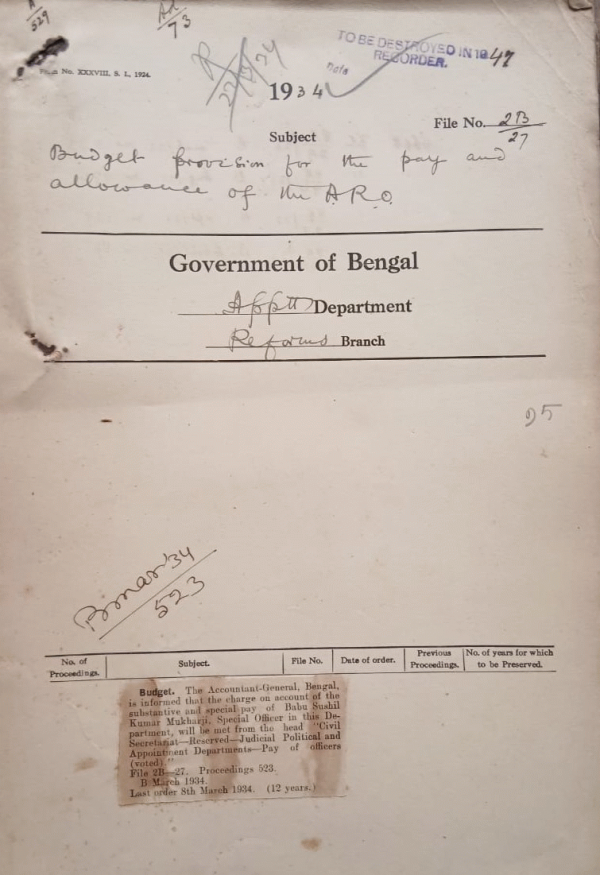 A
529
73
TO BE DESTROYED IN 1947
RECORDER.
Form No. XXXVIII, S. I., 1924.
1934
File No. 2B
27
Subject
Budget provision for the pay and
allowance of the A.R.O.
Government of Bengal
Apptt Department
Reforms Branch
B mar '34
523
No. of Proceedings.
Subject.
File No.
Date of order.
Previous Proceedings.
No. of years for which to be Preserved.
Budget. The Accountant-General, Bengal,
is informed that the charge on account of the
substantive and special pay of Babu Sushil
Kumar Mukharji, Special Officer in this De-
partment, will be met from the head "Civil
Secretariat—Reserved—Judicial Political and
Appointment Departments—Pay of officers
(voted)."
File 2B—27. Proceedings 523.
B March 1934.
Last order 8th March 1934. (12 years.)